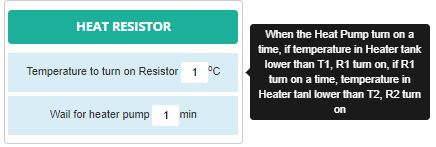 HEAT RESISTOR
Temperature to turn on Resistor 1 ºC
Wail for heater pump 1 min
When the Heat Pump turn on a
time, if temperature in Heater tank
lower than T1, R1 turn on, if R1
turn on a time, temperature in
Heater tanl lower than T2, R2 turn
on